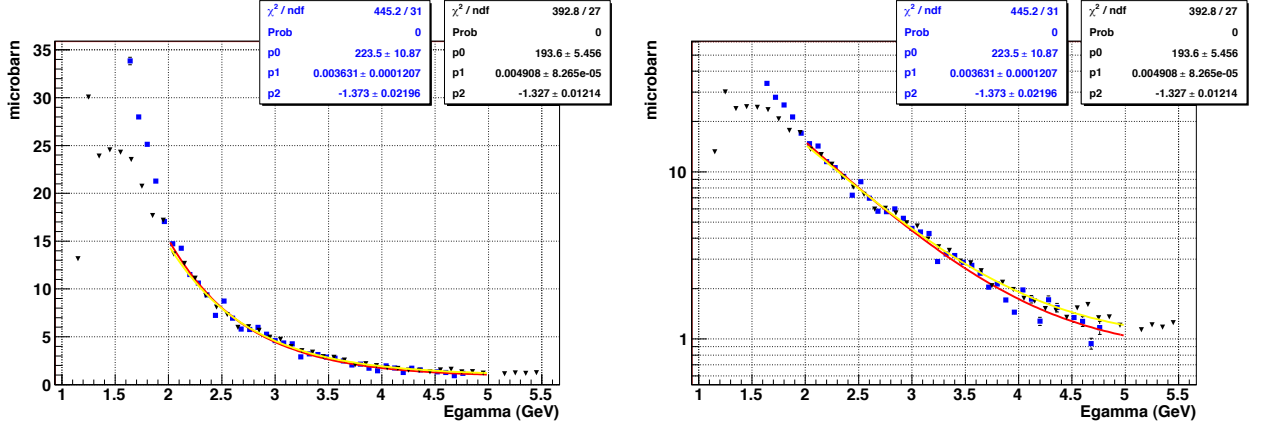 χ² / ndf 445.2 / 31
Prob 0
p0 223.5 ± 10.87
p1 0.003631 ± 0.0001207
p2 -1.373 ± 0.02196
χ² / ndf 392.8 / 27
Prob 0
p0 193.6 ± 5.456
p1 0.004908 ± 8.265e-05
p2 -1.327 ± 0.01214
microbarn
35
30
25
20
15
10
5
0
1 1.5 2 2.5 3 3.5 4 4.5 5 5.5
Egamma (GeV)
χ² / ndf 445.2 / 31
Prob 0
p0 223.5 ± 10.87
p1 0.003631 ± 0.0001207
p2 -1.373 ± 0.02196
χ² / ndf 392.8 / 27
Prob 0
p0 193.6 ± 5.456
p1 0.004908 ± 8.265e-05
p2 -1.327 ± 0.01214
microbarn
10
1
1 1.5 2 2.5 3 3.5 4 4.5 5 5.5
Egamma (GeV)